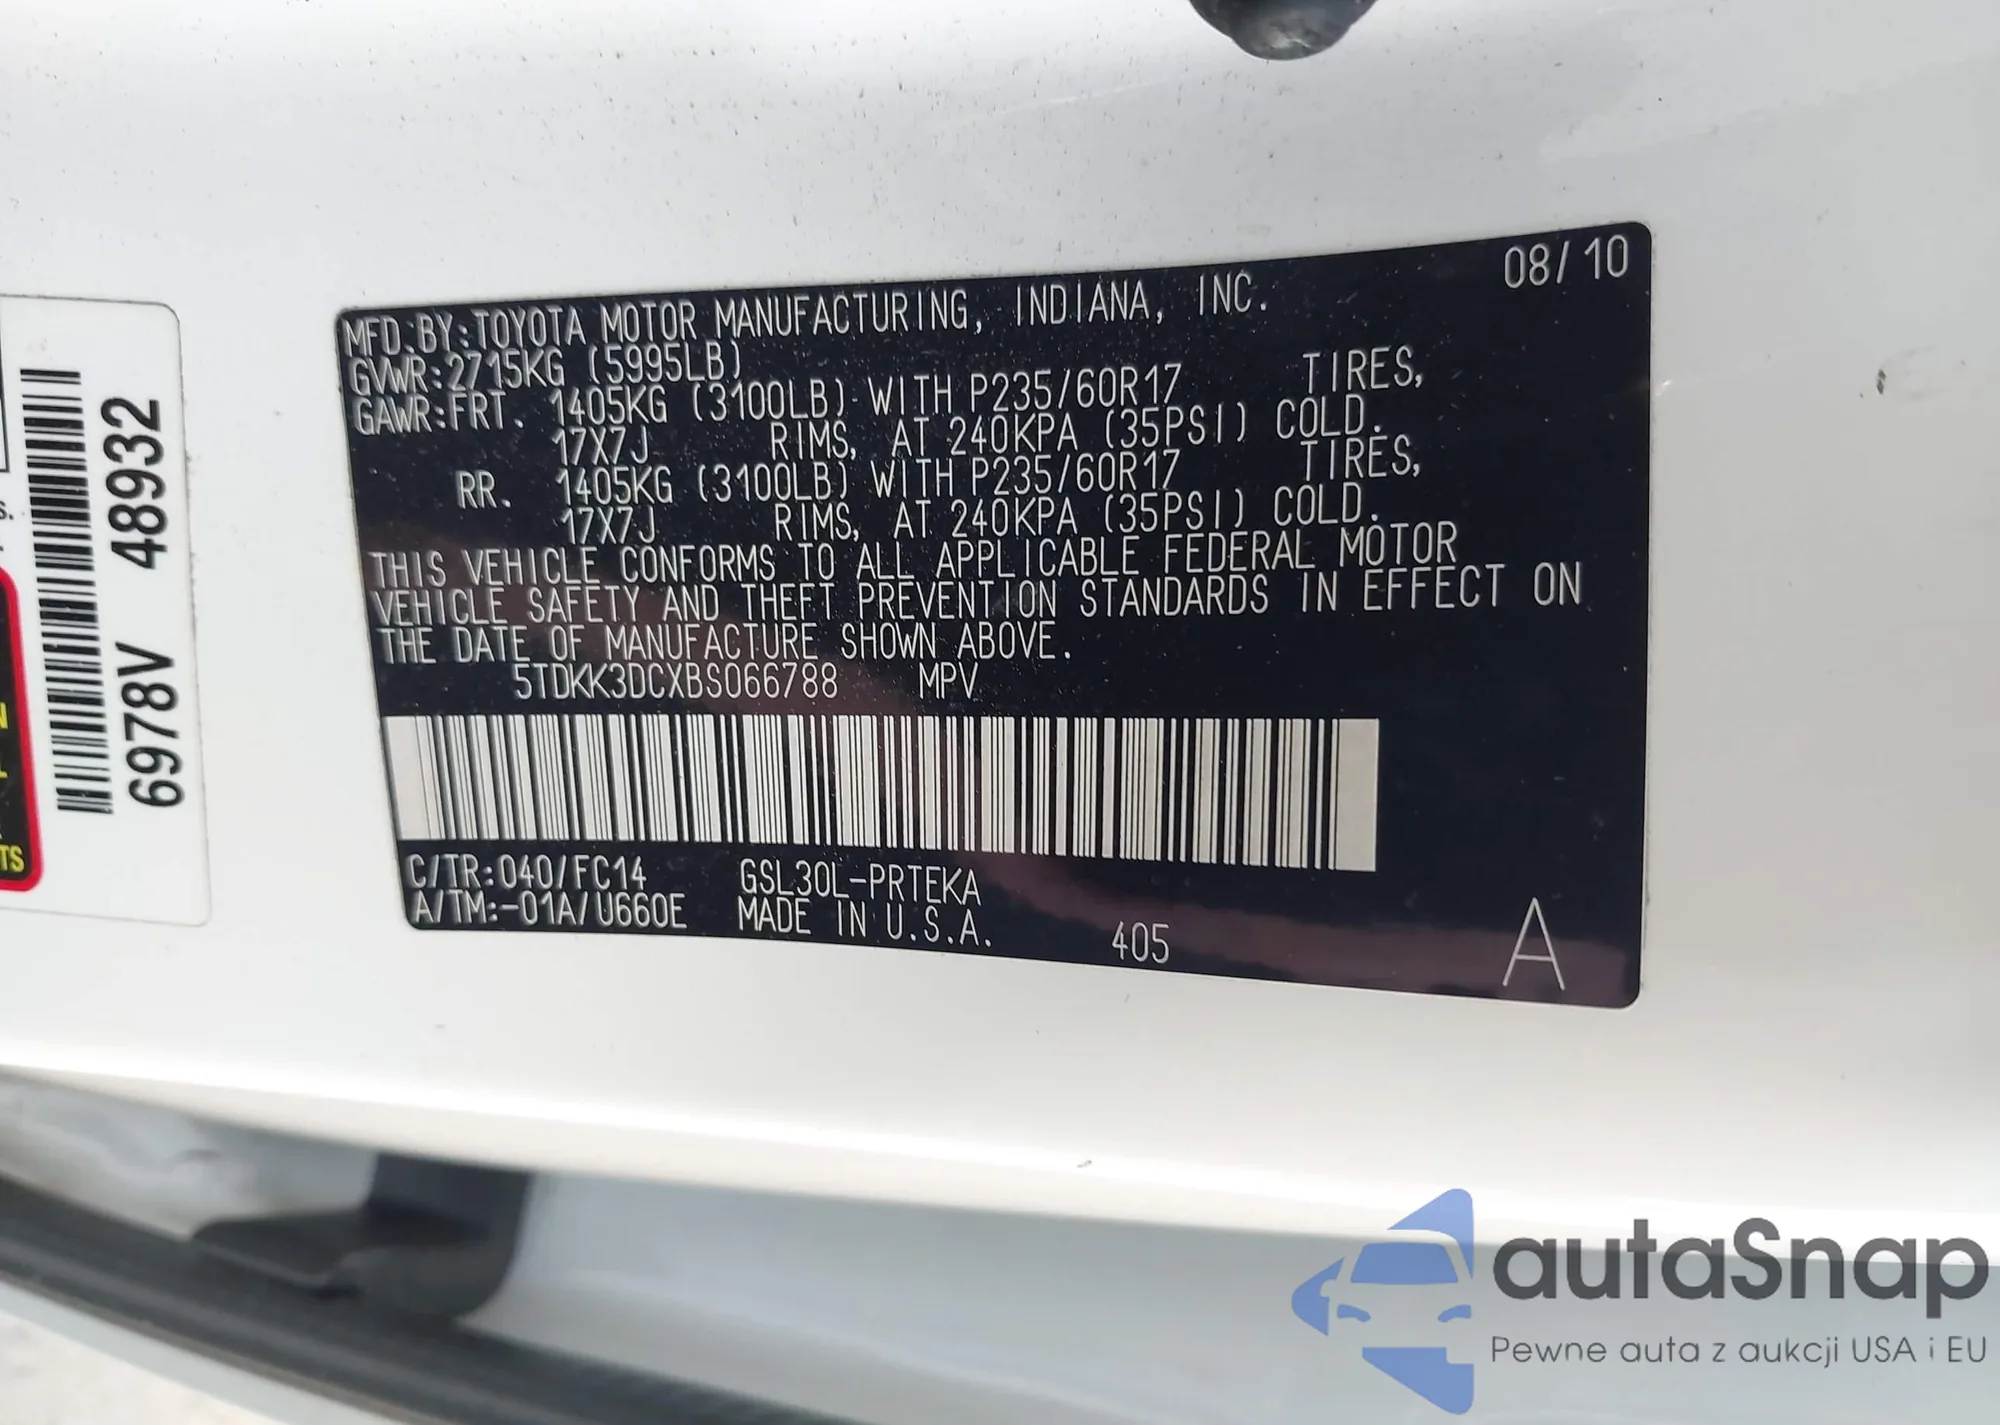 08/10
MFD.BY:TOYOTA MOTOR MANUFACTURING, INDIANA, INC.
GVWR:2715KG (5995LB)
GAWR:FRT. 1405KG (3100LB) WITH P235/60R17 TIRES,
17X7J RIMS, AT 240KPA (35PSI) COLD.
RR. 1405KG (3100LB) WITH P235/60R17 TIRES,
17X7J RIMS, AT 240KPA (35PSI) COLD.
THIS VEHICLE CONFORMS TO ALL APPLICABLE FEDERAL MOTOR
VEHICLE SAFETY AND THEFT PREVENTION STANDARDS IN EFFECT ON
THE DATE OF MANUFACTURE SHOWN ABOVE.
5TDKK3DCXBS066788 MPV
C/TR:040/FC14 GSL30L-PRTEKA
A/TM:-01A/U660E MADE IN U.S.A. 405 A
6978V 48932
s.
N
TS
autaSnap
Pewne auta z aukcji USA i EU